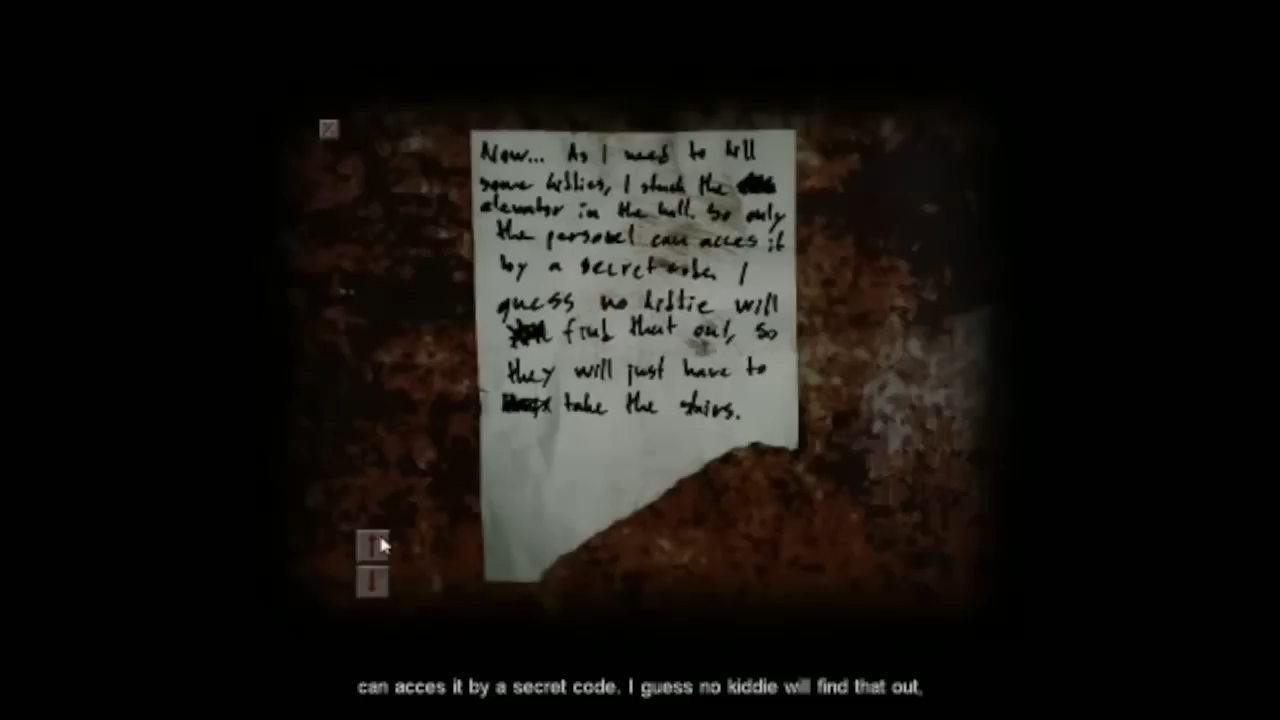 Now... As I need to kill
some kiddies, I stuck the
elevator in the hall. So only
the personel can acces it
by a secret code. I
guess no kiddie will
find that out, so
they will just have to
take the stairs.
can acces it by a secret code. I guess no kiddie will find that out,